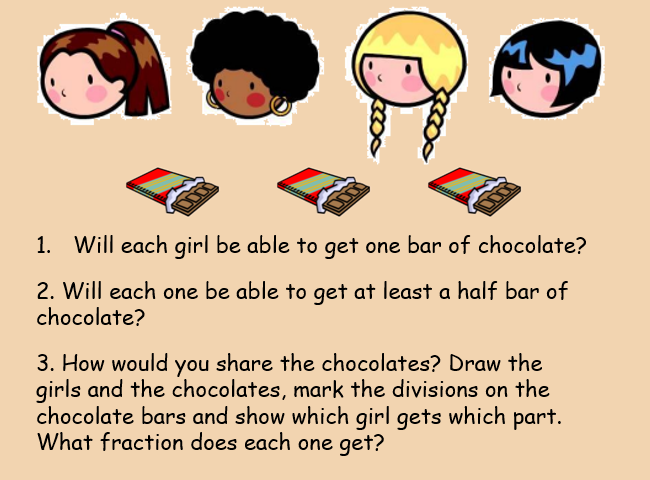 1. Will each girl be able to get one bar of chocolate?
2. Will each one be able to get at least a half bar of
chocolate?
3. How would you share the chocolates? Draw the
girls and the chocolates, mark the divisions on the
chocolate bars and show which girl gets which part.
What fraction does each one get?